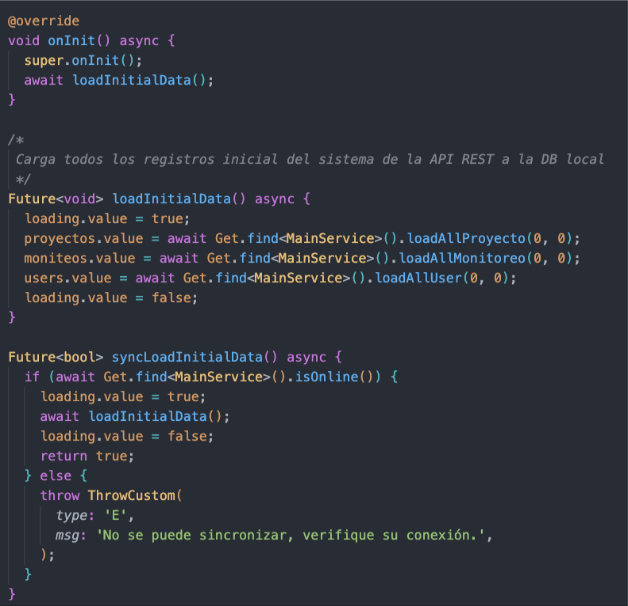 @override
void onInit() async {
  super.onInit();
  await loadInitialData();
}

/*
 Carga todos los registros inicial del sistema de la API REST a la DB local
 */
Future<void> loadInitialData() async {
  loading.value = true;
  proyectos.value = await Get.find<MainService>().loadAllProyecto(0, 0);
  moniteos.value = await Get.find<MainService>().loadAllMonitoreo(0, 0);
  users.value = await Get.find<MainService>().loadAllUser(0, 0);
  loading.value = false;
}

Future<bool> syncLoadInitialData() async {
  if (await Get.find<MainService>().isOnline()) {
    loading.value = true;
    await loadInitialData();
    loading.value = false;
    return true;
  } else {
    throw ThrowCustom(
      type: 'E',
      msg: 'No se puede sincronizar, verifique su conexión.',
    );
  }
}